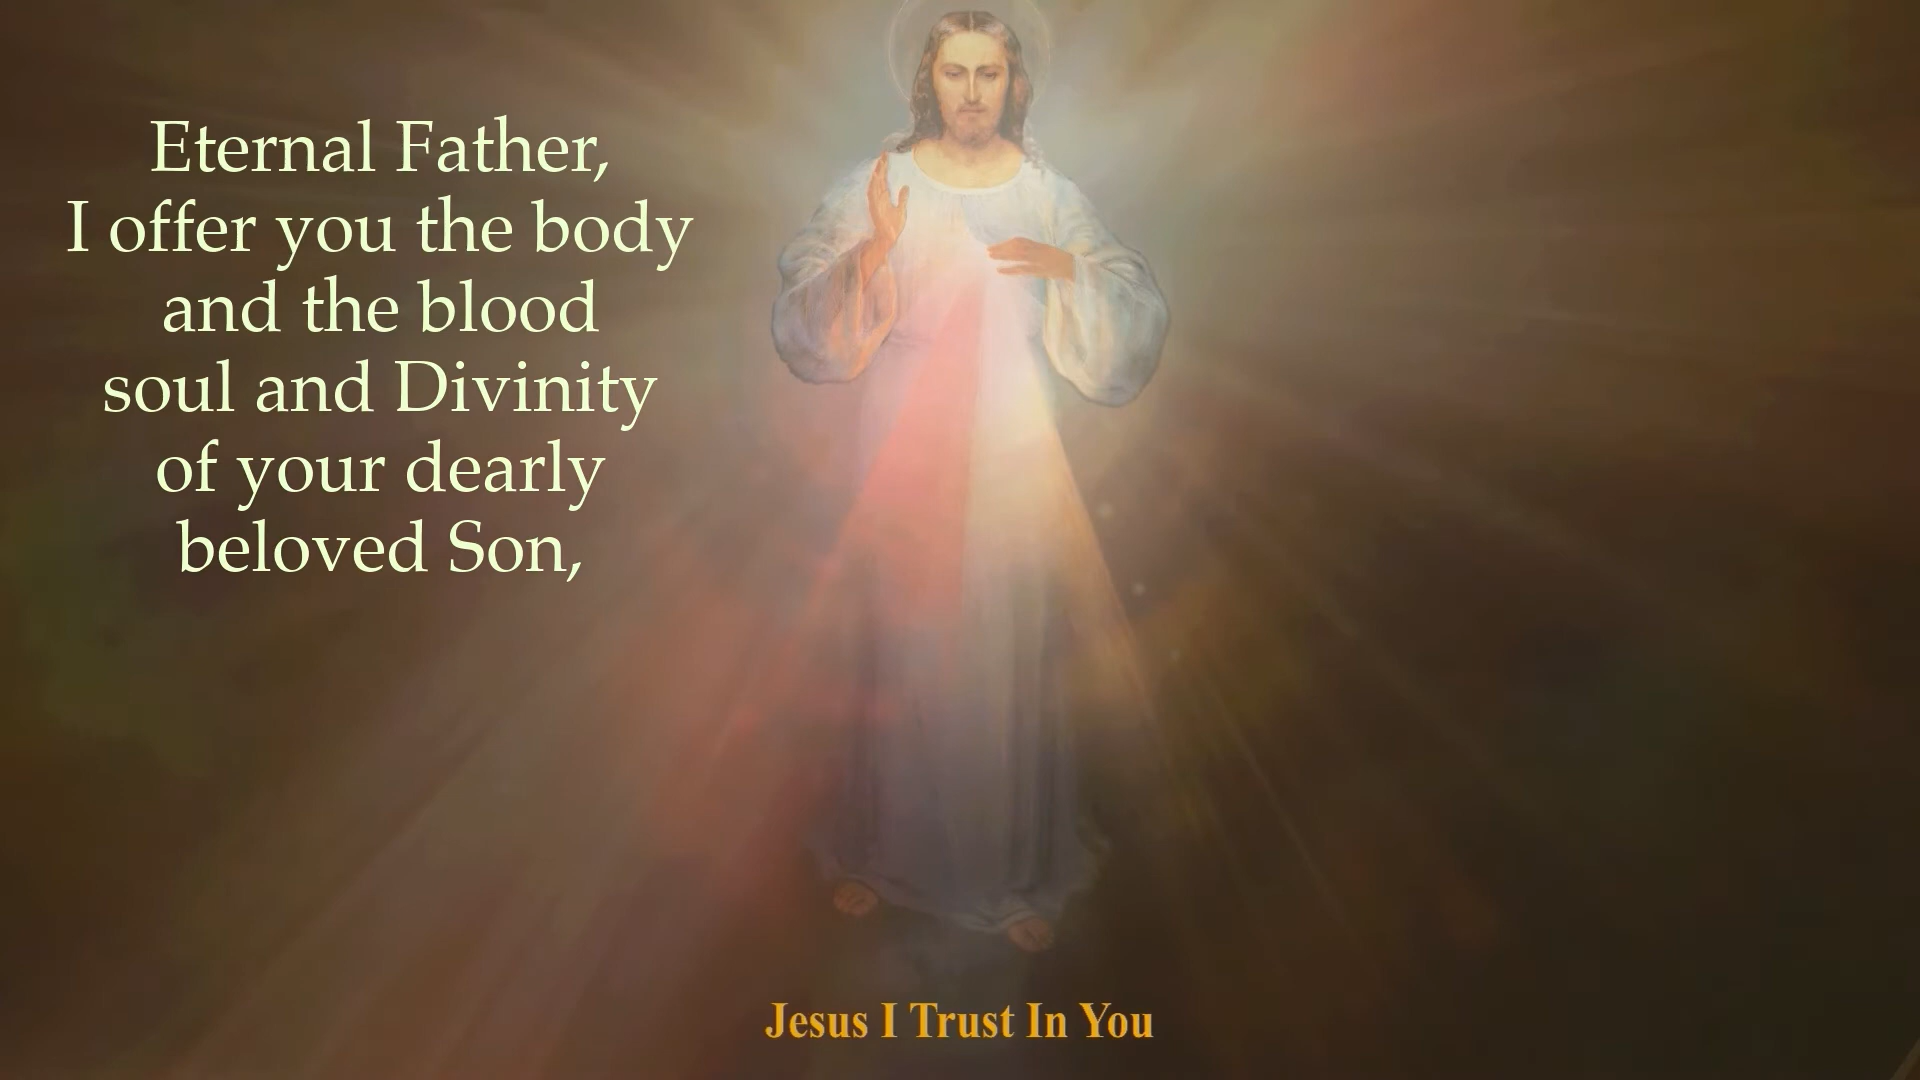 Eternal Father,
I offer you the body
and the blood
soul and Divinity
of your dearly
beloved Son,
Jesus I Trust In You